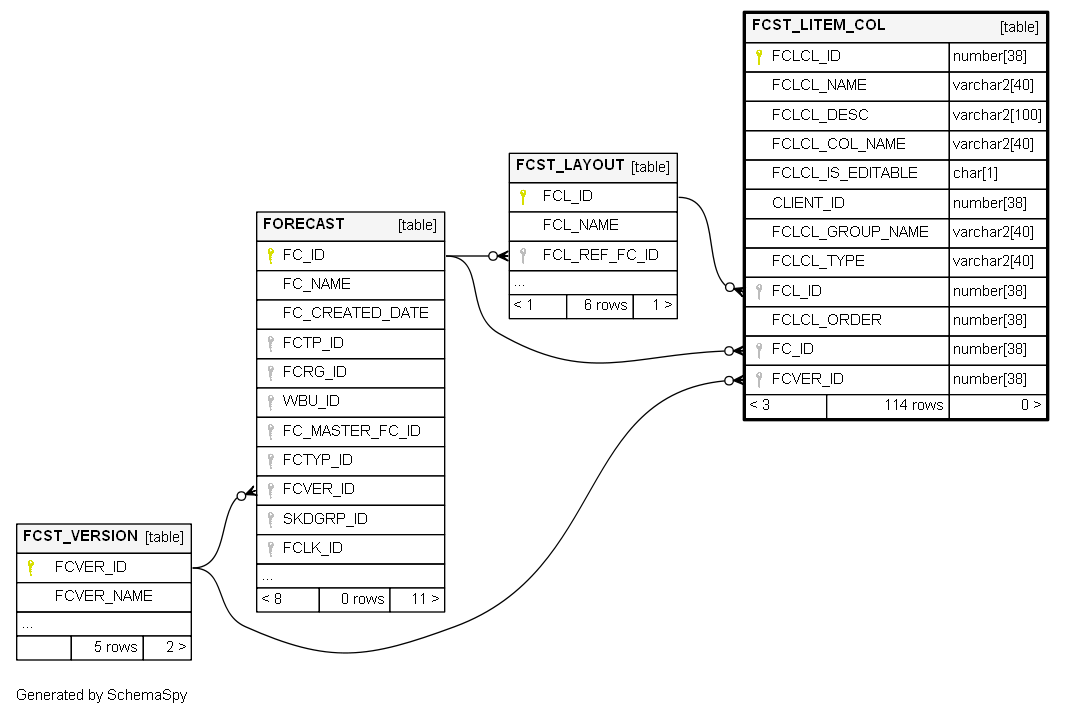 FCST_LITEM_COL [table]
FCLCL_ID number[38]
FCLCL_NAME varchar2[40]
FCLCL_DESC varchar2[100]
FCLCL_COL_NAME varchar2[40]
FCLCL_IS_EDITABLE char[1]
CLIENT_ID number[38]
FCLCL_GROUP_NAME varchar2[40]
FCLCL_TYPE varchar2[40]
FCL_ID number[38]
FCLCL_ORDER number[38]
FC_ID number[38]
FCVER_ID number[38]
< 3 114 rows 0 >
FCST_LAYOUT [table]
FCL_ID
FCL_NAME
FCL_REF_FC_ID
...
< 1 6 rows 1 >
FORECAST [table]
FC_ID
FC_NAME
FC_CREATED_DATE
FCTP_ID
FCRG_ID
WBU_ID
FC_MASTER_FC_ID
FCTYP_ID
FCVER_ID
SKDGRP_ID
FCLK_ID
...
< 8 0 rows 11 >
FCST_VERSION [table]
FCVER_ID
FCVER_NAME
...
5 rows 2 >
Generated by SchemaSpy